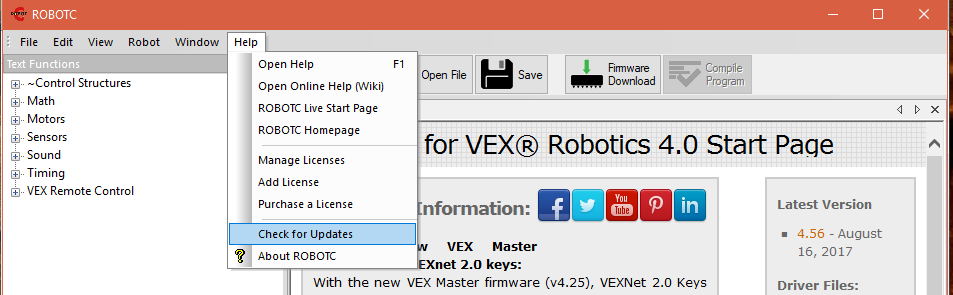 ROBOTC
File Edit View Robot Window Help
Text Functions
~Control Structures
Math
Motors
Sensors
Sound
Timing
VEX Remote Control
Open Help F1
Open Online Help (Wiki)
ROBOTC Live Start Page
ROBOTC Homepage
Manage Licenses
Add License
Purchase a License
Check for Updates
About ROBOTC
Open File Save Firmware
Download Compile
Program
for VEX® Robotics 4.0 Start Page
Information:
You
Tube
VEX Master
VEXnet 2.0 keys:
With the new VEX Master firmware (v4.25), VEXNet 2.0 Keys
Latest Version
4.56 - August
16, 2017
Driver Files: